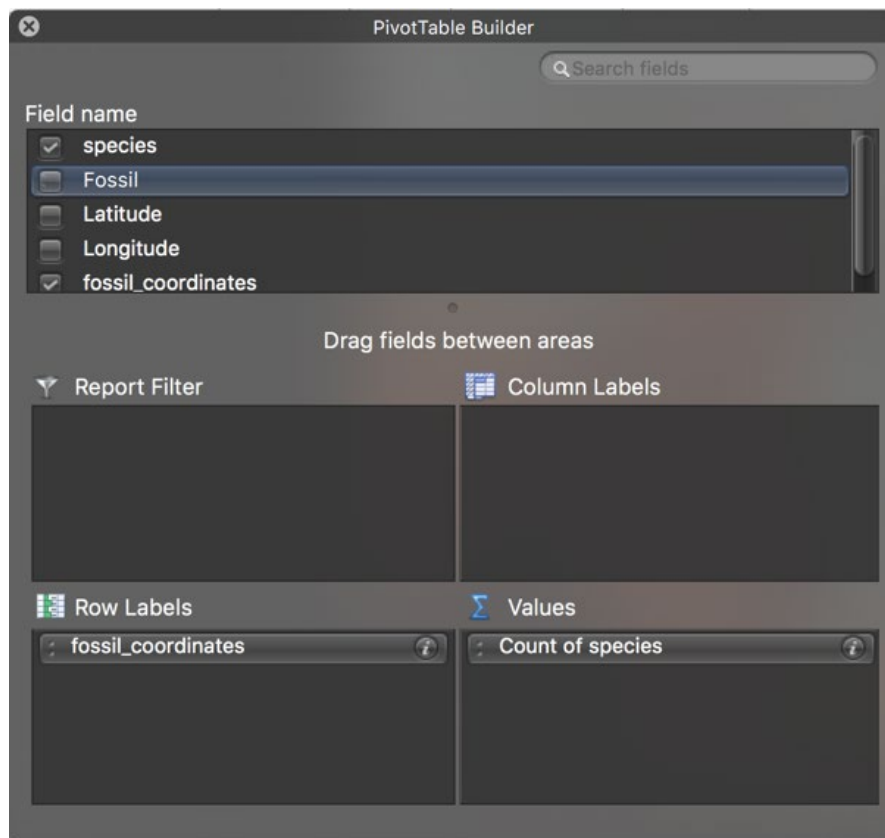 PivotTable Builder
Search fields
Field name
species
Fossil
Latitude
Longitude
fossil_coordinates
Drag fields between areas
Report Filter
Column Labels
Row Labels
Values
fossil_coordinates
Count of species